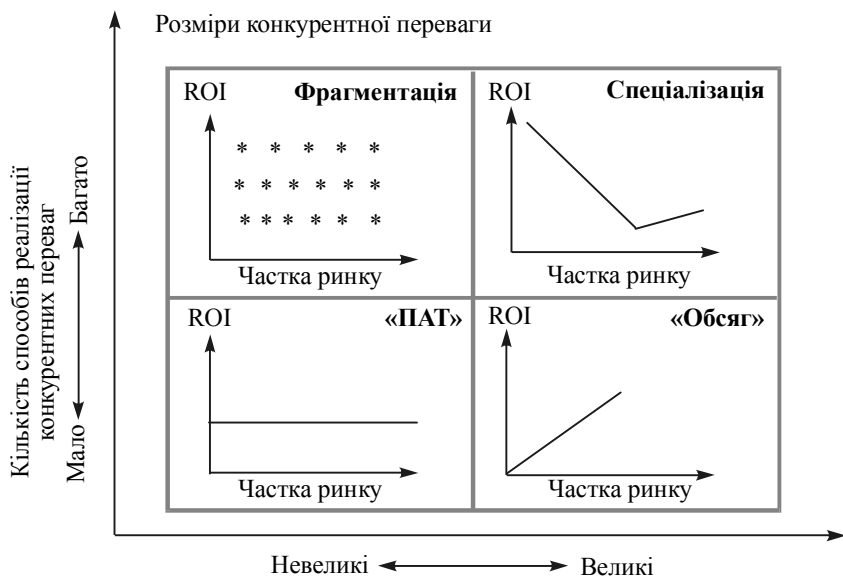 Розміри конкурентної переваги
Кількість способів реалізації
конкурентних переваг
Мало
Багато
ROI
Фрагментація
* * * * *
* * * * * *
* * * * * *
Частка ринку
ROI
Спеціалізація
Частка ринку
ROI
«ПАТ»
Частка ринку
ROI
«Обсяг»
Частка ринку
Невеликі
Великі